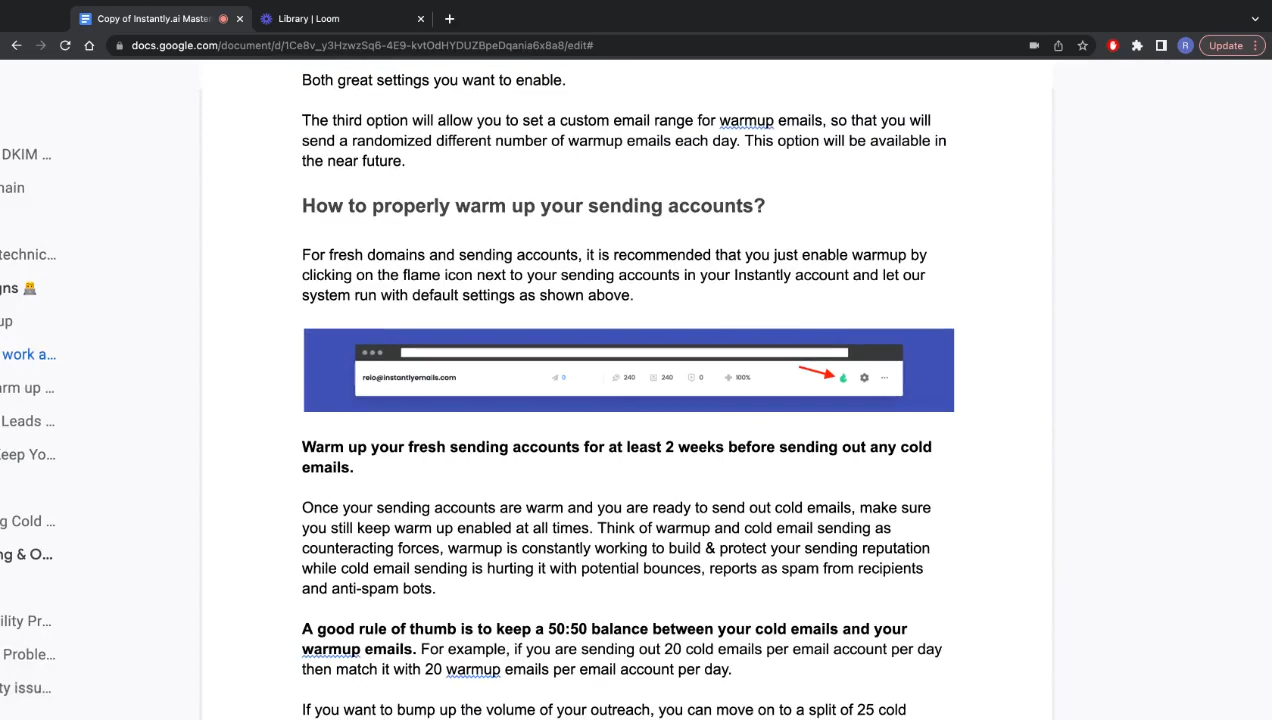 Copy of Instantly.ai Master
Library | Loom
docs.google.com/document/d/1Ce8v_y3HzwzSq6-4E9-kvtOdHYDUZBpeDqania6x8a8/edit#
R
Update
DKIM ...
nain
technic...
gns
up
work a...
arm up ...
Leads ...
Keep Yo...
g Cold ...
ng & O...
ility Pr...
Proble...
ty issu...
Both great settings you want to enable.
The third option will allow you to set a custom email range for warmup emails, so that you will
send a randomized different number of warmup emails each day. This option will be available in
the near future.
How to properly warm up your sending accounts?
For fresh domains and sending accounts, it is recommended that you just enable warmup by
clicking on the flame icon next to your sending accounts in your Instantly account and let our
system run with default settings as shown above.
reio@instantlyemails.com 0 240 240 0 100%
Warm up your fresh sending accounts for at least 2 weeks before sending out any cold
emails.
Once your sending accounts are warm and you are ready to send out cold emails, make sure
you still keep warm up enabled at all times. Think of warmup and cold email sending as
counteracting forces, warmup is constantly working to build & protect your sending reputation
while cold email sending is hurting it with potential bounces, reports as spam from recipients
and anti-spam bots.
A good rule of thumb is to keep a 50:50 balance between your cold emails and your
warmup emails. For example, if you are sending out 20 cold emails per email account per day
then match it with 20 warmup emails per email account per day.
If you want to bump up the volume of your outreach, you can move on to a split of 25 cold